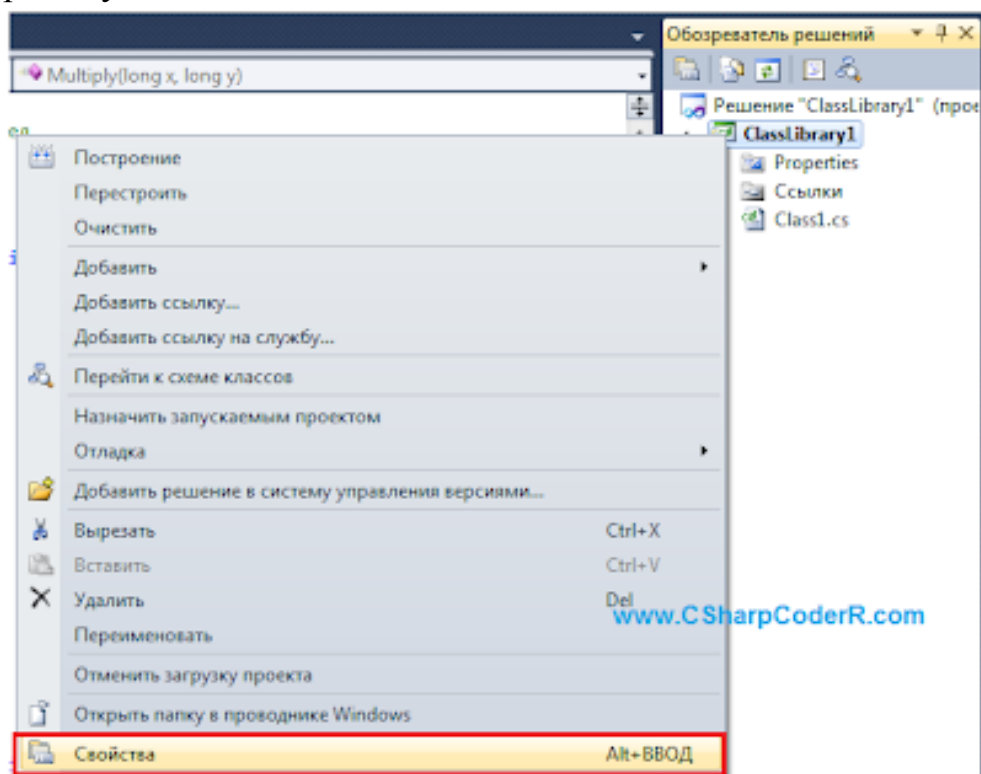 Обозреватель решений
Multiply(long x, long y)
Решение "ClassLibrary1" (прое
ClassLibrary1
Properties
Ссылки
Class1.cs
Построение
Перестроить
Очистить
Добавить
Добавить ссылку...
Добавить ссылку на службу...
Перейти к схеме классов
Назначить запускаемым проектом
Отладка
Добавить решение в систему управления версиями...
Вырезать Ctrl+X
Вставить Ctrl+V
Удалить Del
www.CSharpCoderR.com
Переименовать
Отменить загрузку проекта
Открыть папку в проводнике Windows
Свойства Alt+ВВОД